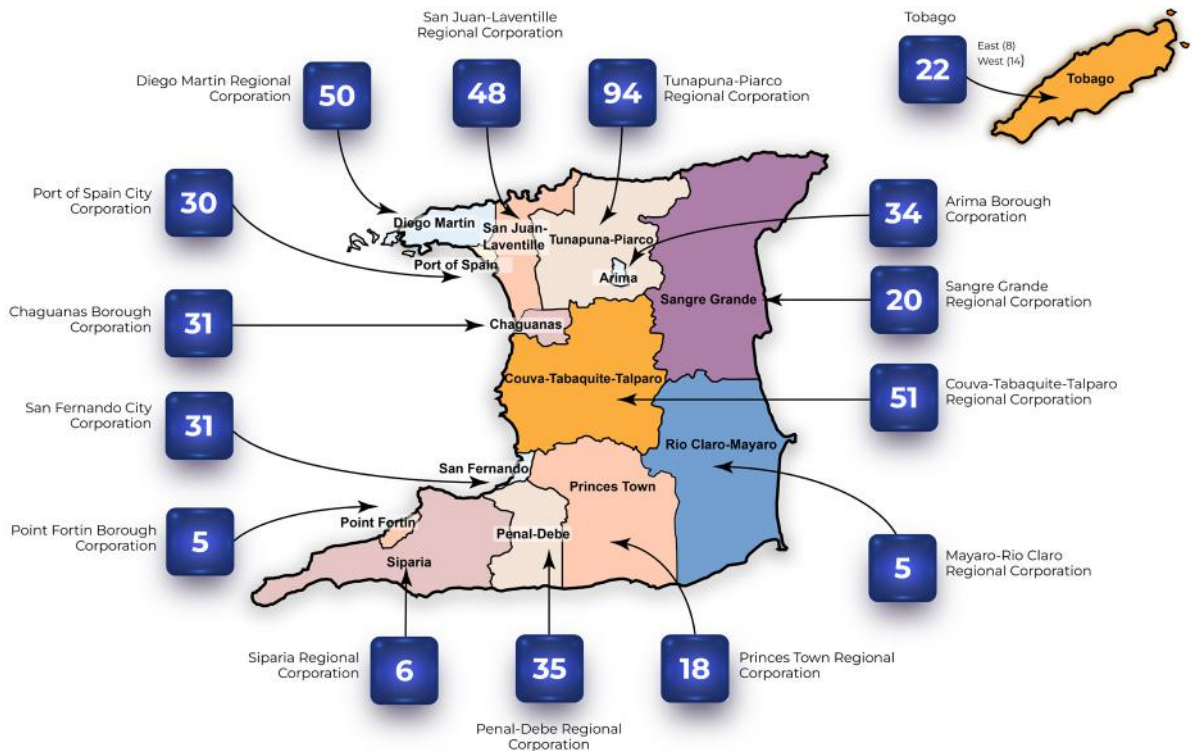 San Juan-Laventille
Regional Corporation
48
Diego Martin Regional
Corporation
50
Tunapuna-Piarco
Regional Corporation
94
Tobago
22
East (8)
West (14)
Tobago
Port of Spain City
Corporation
30
Arima Borough
Corporation
34
Diego Martín
San Juan-
Laventille
Tunapuna-Piarco
Port of Spain
Arima
Sangre Grande
Sangre Grande
Regional Corporation
20
Chaguanas Borough
Corporation
31
Chaguanas
Couva-Tabaquite-Talparo
Couva-Tabaquite-Talparo
Regional Corporation
51
San Fernando City
Corporation
31
Rio Claro-Mayaro
San Fernando
Princes Town
Point Fortin Borough
Corporation
5
Point Fortin
Penal-Debe
Siparia
Mayaro-Rio Claro
Regional Corporation
5
Siparia Regional
Corporation
6
35
Penal-Debe Regional
Corporation
18
Princes Town Regional
Corporation